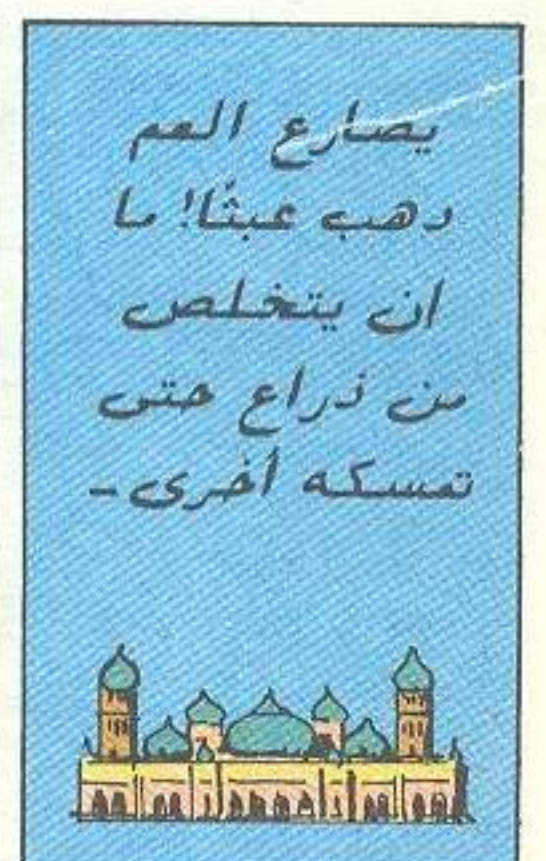 يصارع العم
دهب عبثًا! ما
ان يتخلص
من ذراع حتى
تمسكه أخرى -